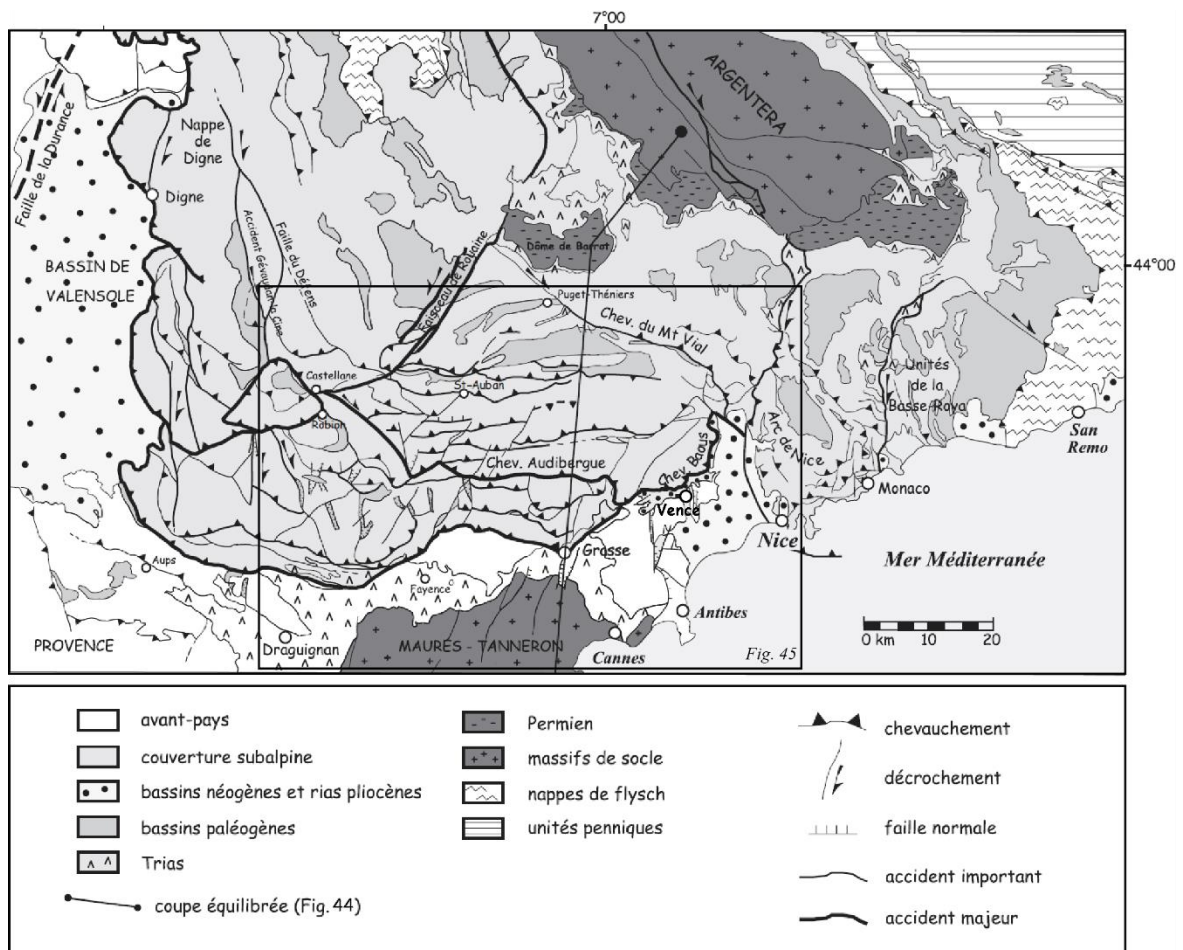 7°00
44°00
ARGENTERA
Faille de la Durance
Nappe de
Digne
Digne
BASSIN DE
VALENSOLE
Accident Gévaudan-la Cine
Faille du Défens
Faisceau de Rouaine
Dôme de Barrot
Puget-Théniers
Chev. du Mt Vial
Castellane
St-Auban
Robion
Unités
de la
Basse Roya
Arc de Nice
San
Remo
Chev. Audibergue
Chev. Baous
Monaco
Vence
Nice
Grasse
Mer Méditerranée
Aups
Fayence
Antibes
PROVENCE
Draguignan
MAURES - TANNERON
Cannes
Fig. 45
0 km 10 20
avant-pays
couverture subalpine
bassins néogènes et rias pliocènes
bassins paléogènes
Trias
coupe équilibrée (Fig. 44)
Permien
massifs de socle
nappes de flysch
unités penniques
chevauchement
décrochement
faille normale
accident important
accident majeur